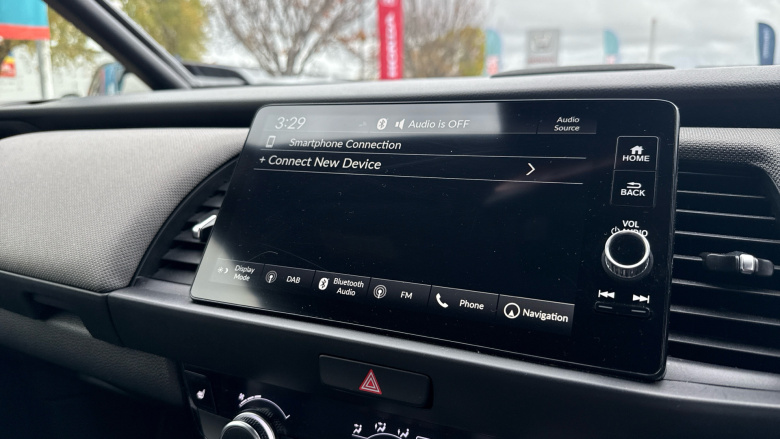 HONDA
3:29
Audio is OFF
Audio
Source
Smartphone Connection
+ Connect New Device
HOME
BACK
VOL
AUDIO
Display
Mode
DAB
Bluetooth
Audio
FM
Phone
Navigation